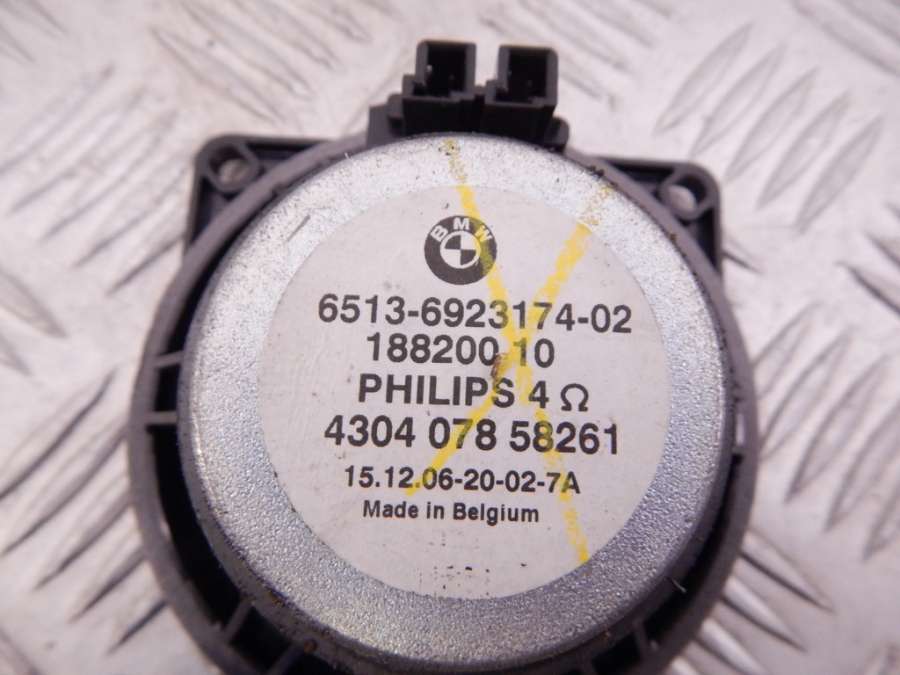 BMW
6513-6923174-02
188200 10
PHILIPS 4 Ω
4304 078 58261
15.12.06-20-02-7A
Made in Belgium